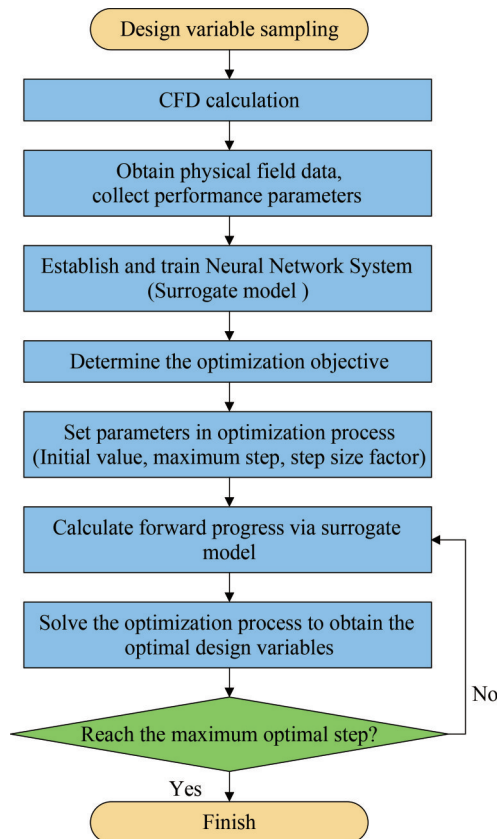 Design variable sampling
CFD calculation
Obtain physical field data,
collect performance parameters
Establish and train Neural Network System
(Surrogate model )
Determine the optimization objective
Set parameters in optimization process
(Initial value, maximum step, step size factor)
Calculate forward progress via surrogate
model
Solve the optimization process to obtain the
optimal design variables
No
Reach the maximum optimal step?
Yes
Finish